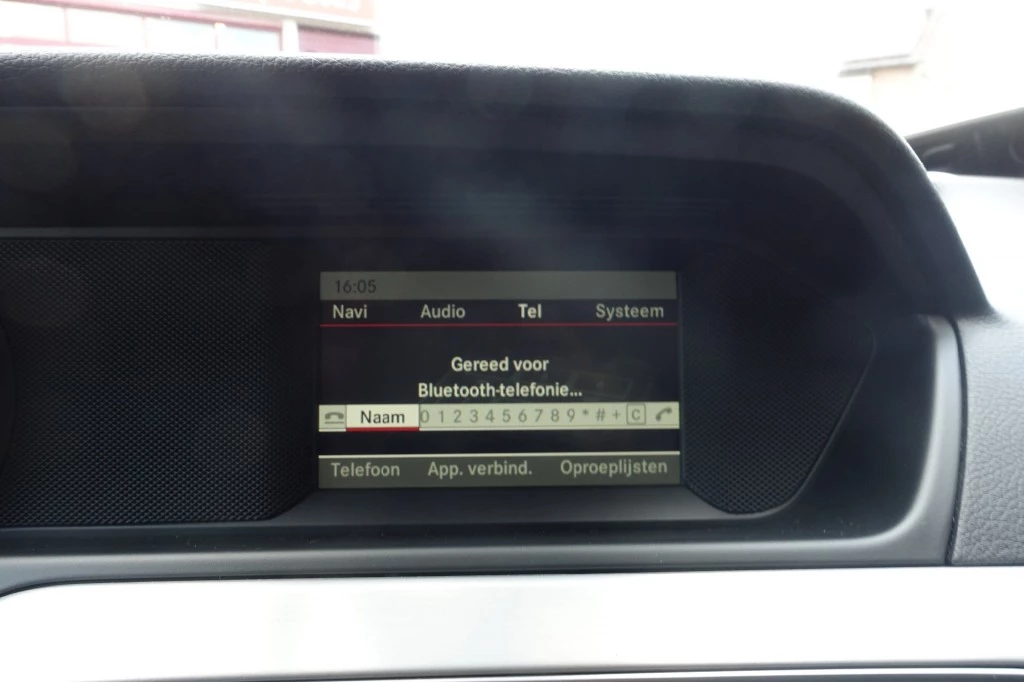 16:05
Navi Audio Tel Systeem
Gereed voor
Bluetooth-telefonie...
Naam 0 1 2 3 4 5 6 7 8 9 * # + C
Telefoon App. verbind. Oproeplijsten